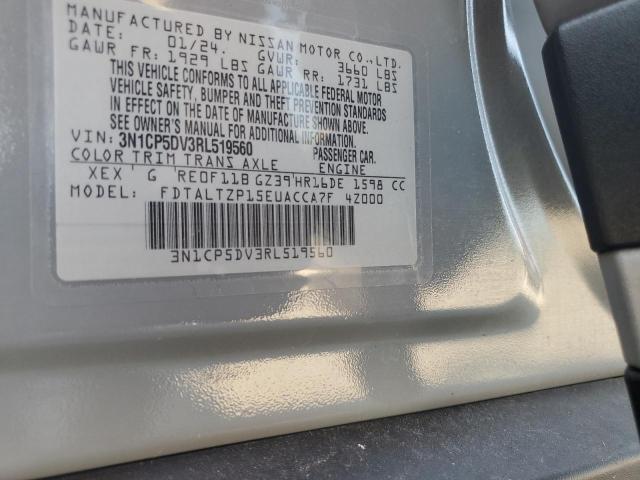 MANUFACTURED BY NISSAN MOTOR CO.,LTD.
DATE: 01/24. GVWR: 3660 LBS
GAWR FR: 1929 LBS GAWR RR: 1731 LBS
THIS VEHICLE CONFORMS TO ALL APPLICABLE FEDERAL MOTOR
VEHICLE SAFETY, BUMPER AND THEFT PREVENTION STANDARDS
IN EFFECT ON THE DATE OF MANUFACTURE SHOWN ABOVE.
SEE OWNER'S MANUAL FOR ADDITIONAL INFORMATION
VIN: 3N1CP5DV3RL519560 PASSENGER CAR.
COLOR TRIM TRANS AXLE ENGINE
XEX G RE0F11B GZ39 HR16DE 1598 CC
MODEL: FDTALTZP15EUACCA7F 4Z000
3N1CP5DV3RL519560